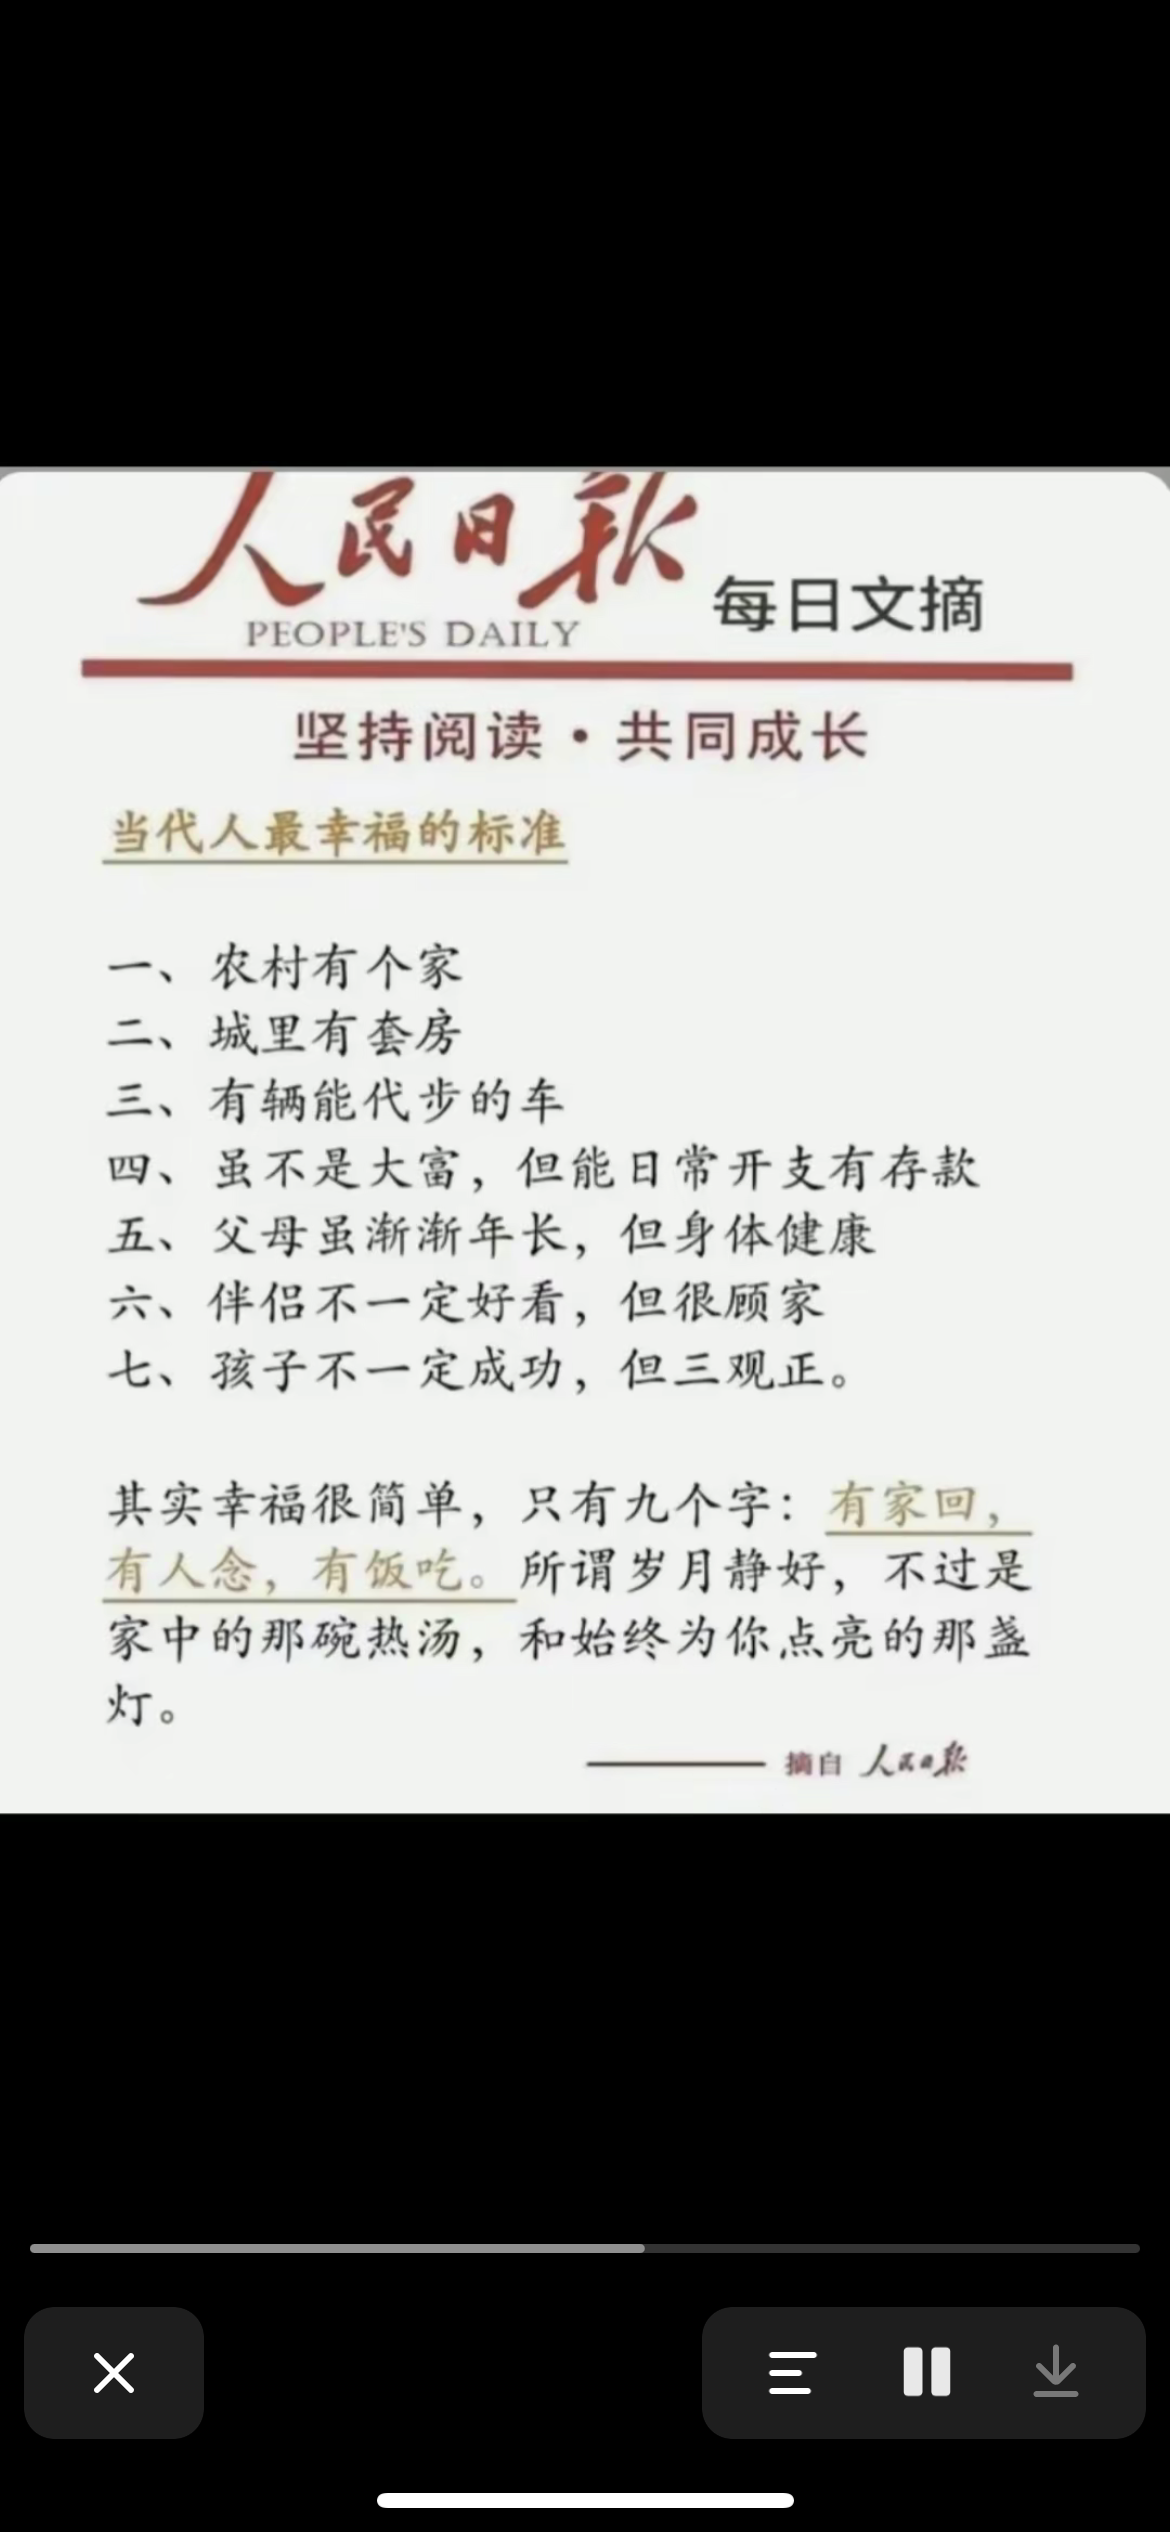 人民日报
每日文摘
PEOPLE'S DAILY
坚持阅读·共同成长
当代人最幸福的标准
一、农村有个家
二、城里有套房
三、有辆能代步的车
四、虽不是大富，但能日常开支有存款
五、父母虽渐渐年长，但身体健康
六、伴侣不一定好看，但很顾家
七、孩子不一定成功，但三观正。
其实幸福很简单，只有九个字：有家回，
有人念，有饭吃。所谓岁月静好，不过是
家中的那碗热汤，和始终为你点亮的那盏
灯。
摘自 人民日报